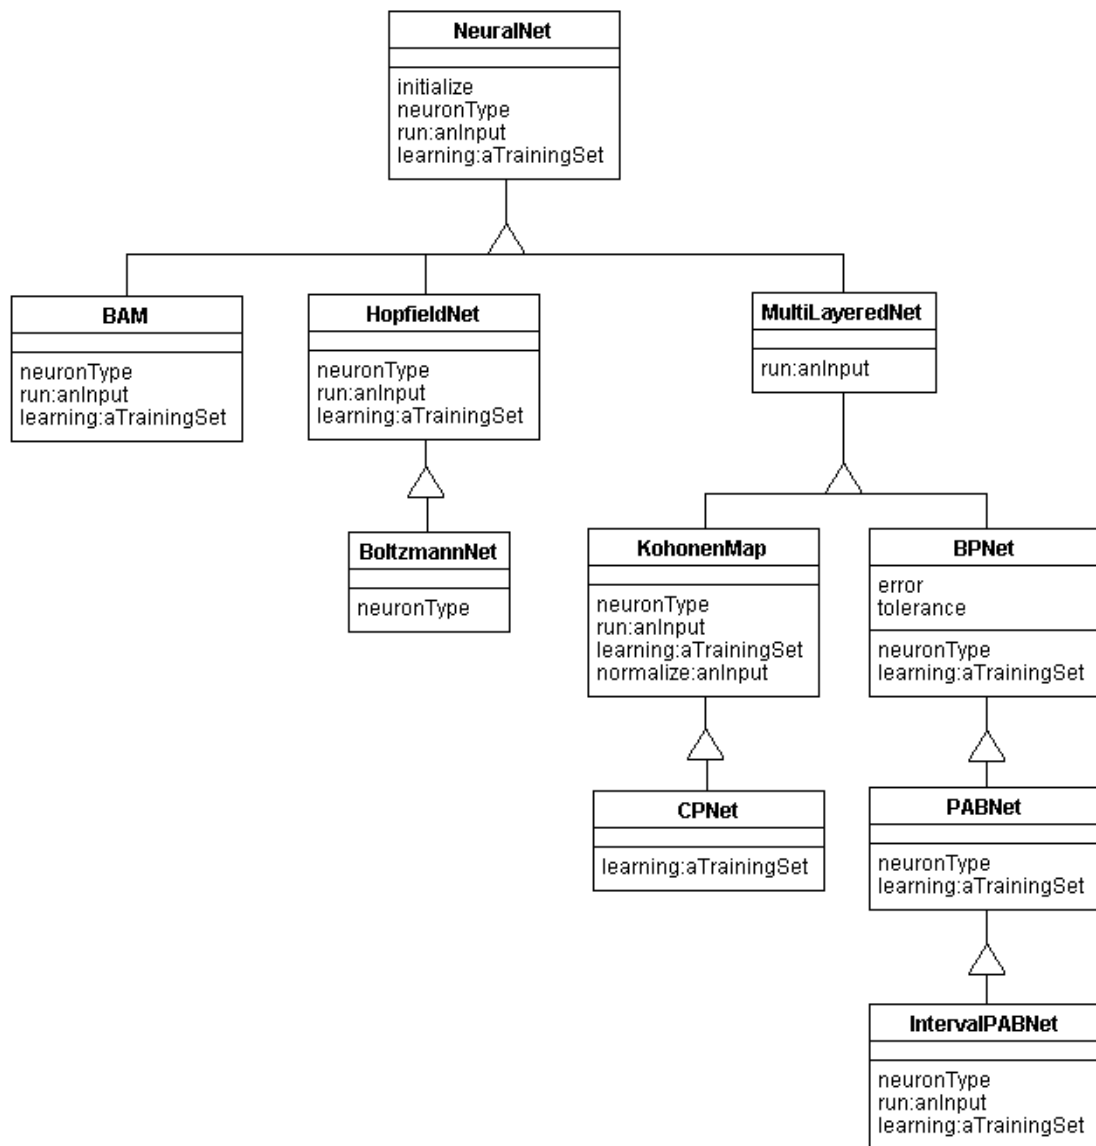 NeuralNet
initialize
neuronType
run:anInput
learning:aTrainingSet
BAM
neuronType
run:anInput
learning:aTrainingSet
HopfieldNet
neuronType
run:anInput
learning:aTrainingSet
MultiLayeredNet
run:anInput
BoltzmannNet
neuronType
KohonenMap
neuronType
run:anInput
learning:aTrainingSet
normalize:anInput
BPNet
error
tolerance
neuronType
learning:aTrainingSet
CPNet
learning:aTrainingSet
PABNet
neuronType
learning:aTrainingSet
IntervalPABNet
neuronType
run:anInput
learning:aTrainingSet